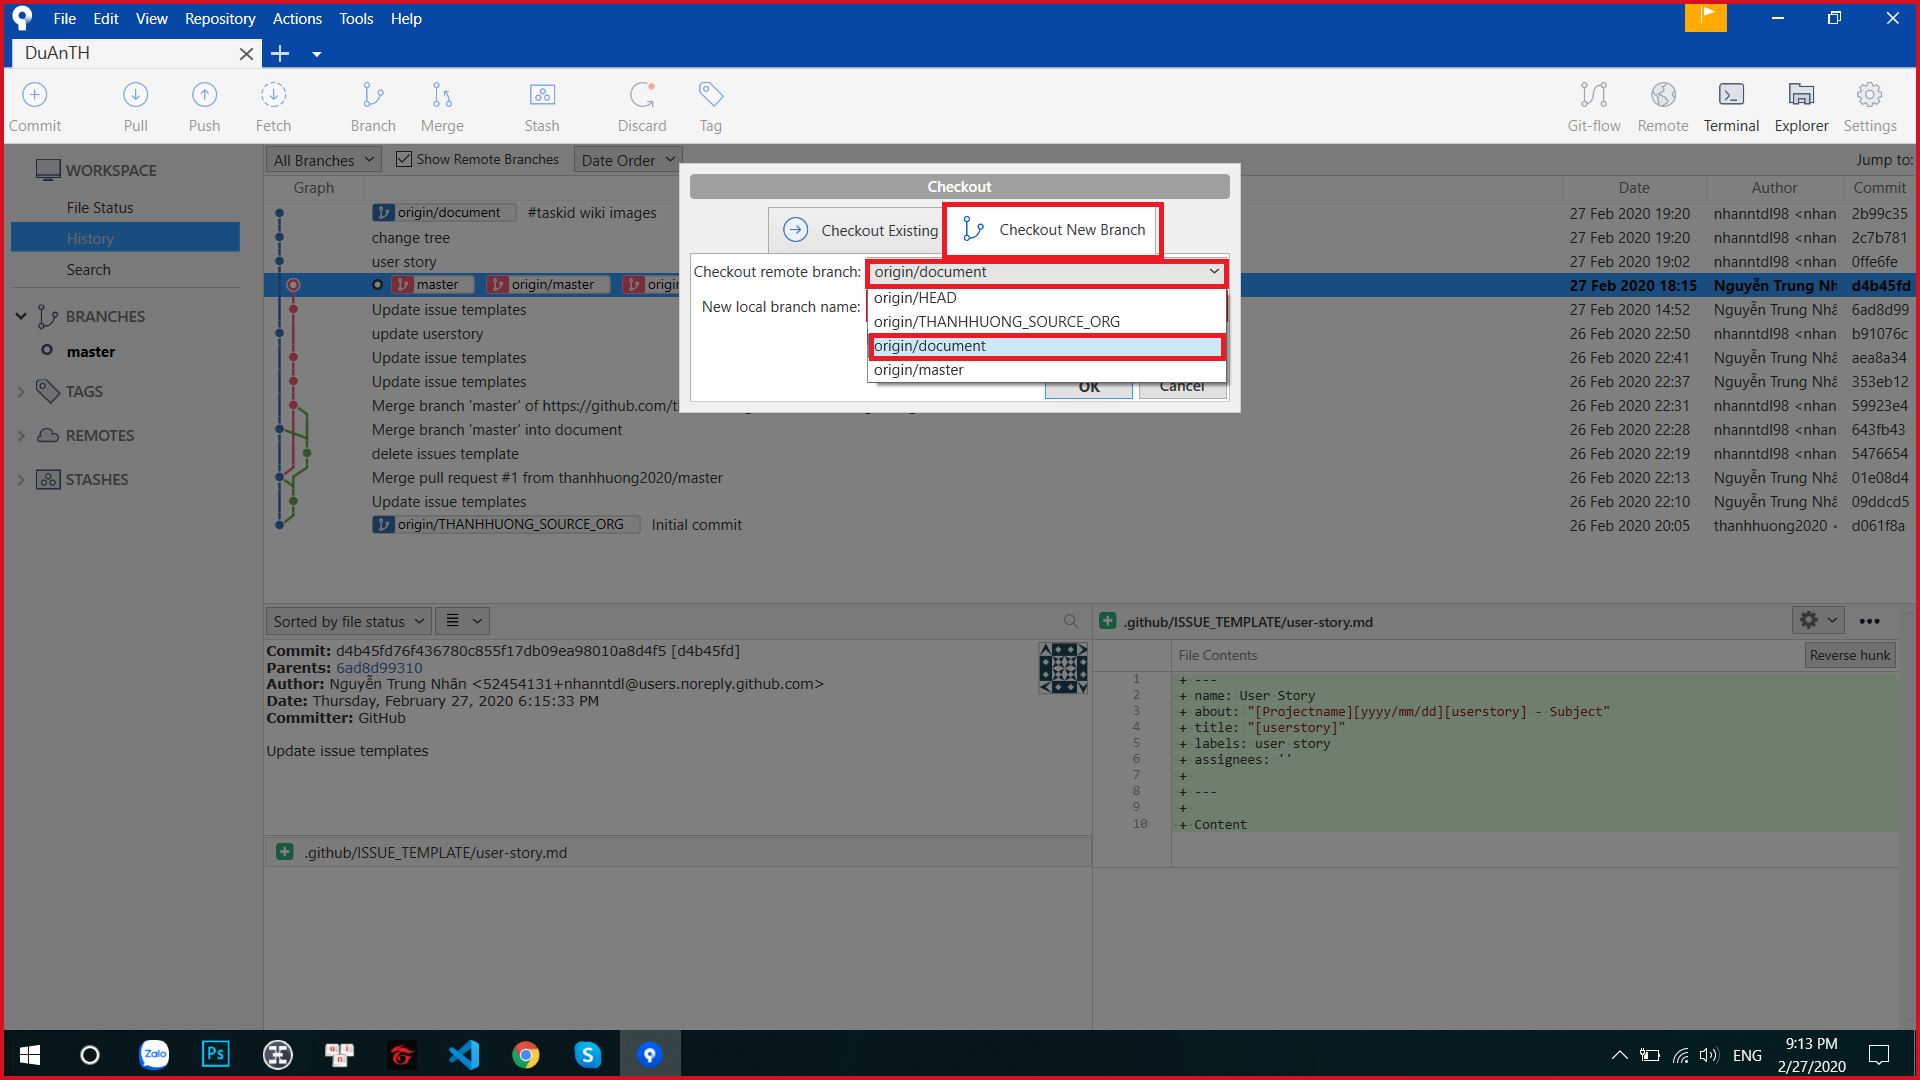 File Edit View Repository Actions Tools Help
DuAnTH
Commit Pull Push Fetch Branch Merge Stash Discard Tag Git-flow Remote Terminal Explorer Settings
WORKSPACE
File Status
History
Search
BRANCHES
master
TAGS
REMOTES
STASHES
All Branches Show Remote Branches Date Order Jump to:
Graph Date Author Commit
origin/document #taskid wiki images 27 Feb 2020 19:20 nhanntdl98 <nhan 2b99c35
change tree 27 Feb 2020 19:20 nhanntdl98 <nhan 2c7b781
user story 27 Feb 2020 19:02 nhanntdl98 <nhan 0ffe6fe
master origin/master origin 27 Feb 2020 18:15 Nguyễn Trung Nh d4b45fd
Update issue templates 27 Feb 2020 14:52 Nguyễn Trung Nhâ 6ad8d99
update userstory 26 Feb 2020 22:50 nhanntdl98 <nhan b91076c
Update issue templates 26 Feb 2020 22:41 Nguyễn Trung Nhâ aea8a34
Update issue templates 26 Feb 2020 22:37 Nguyễn Trung Nhâ 353eb12
Merge branch 'master' of https://github.com/t 26 Feb 2020 22:31 nhanntdl98 <nhan 59923e4
Merge branch 'master' into document 26 Feb 2020 22:28 nhanntdl98 <nhan 643fb43
delete issues template 26 Feb 2020 22:19 nhanntdl98 <nhan 5476654
Merge pull request #1 from thanhhuong2020/master 26 Feb 2020 22:13 Nguyễn Trung Nhâ 01e08d4
Update issue templates 26 Feb 2020 22:10 Nguyễn Trung Nhâ 09ddcd5
origin/THANHHUONG_SOURCE_ORG Initial commit 26 Feb 2020 20:05 thanhhuong2020 < d061f8a
Checkout
Checkout Existing Checkout New Branch
Checkout remote branch: origin/document
New local branch name:
origin/HEAD
origin/THANHHUONG_SOURCE_ORG
origin/document
origin/master
OK Cancel
Sorted by file status
Commit: d4b45fd76f436780c855f17db09ea98010a8d4f5 [d4b45fd]
Parents: 6ad8d99310
Author: Nguyễn Trung Nhân <52454131+nhanntdl@users.noreply.github.com>
Date: Thursday, February 27, 2020 6:15:33 PM
Committer: GitHub
Update issue templates
.github/ISSUE_TEMPLATE/user-story.md
.github/ISSUE_TEMPLATE/user-story.md
File Contents Reverse hunk
1 + ---
2 + name: User Story
3 + about: "[Projectname][yyyy/mm/dd][userstory] - Subject"
4 + title: "[userstory]"
5 + labels: user story
6 + assignees: ''
7 +
8 + ---
9 +
10 + Content
Zalo Ps
ENG 9:13 PM
2/27/2020